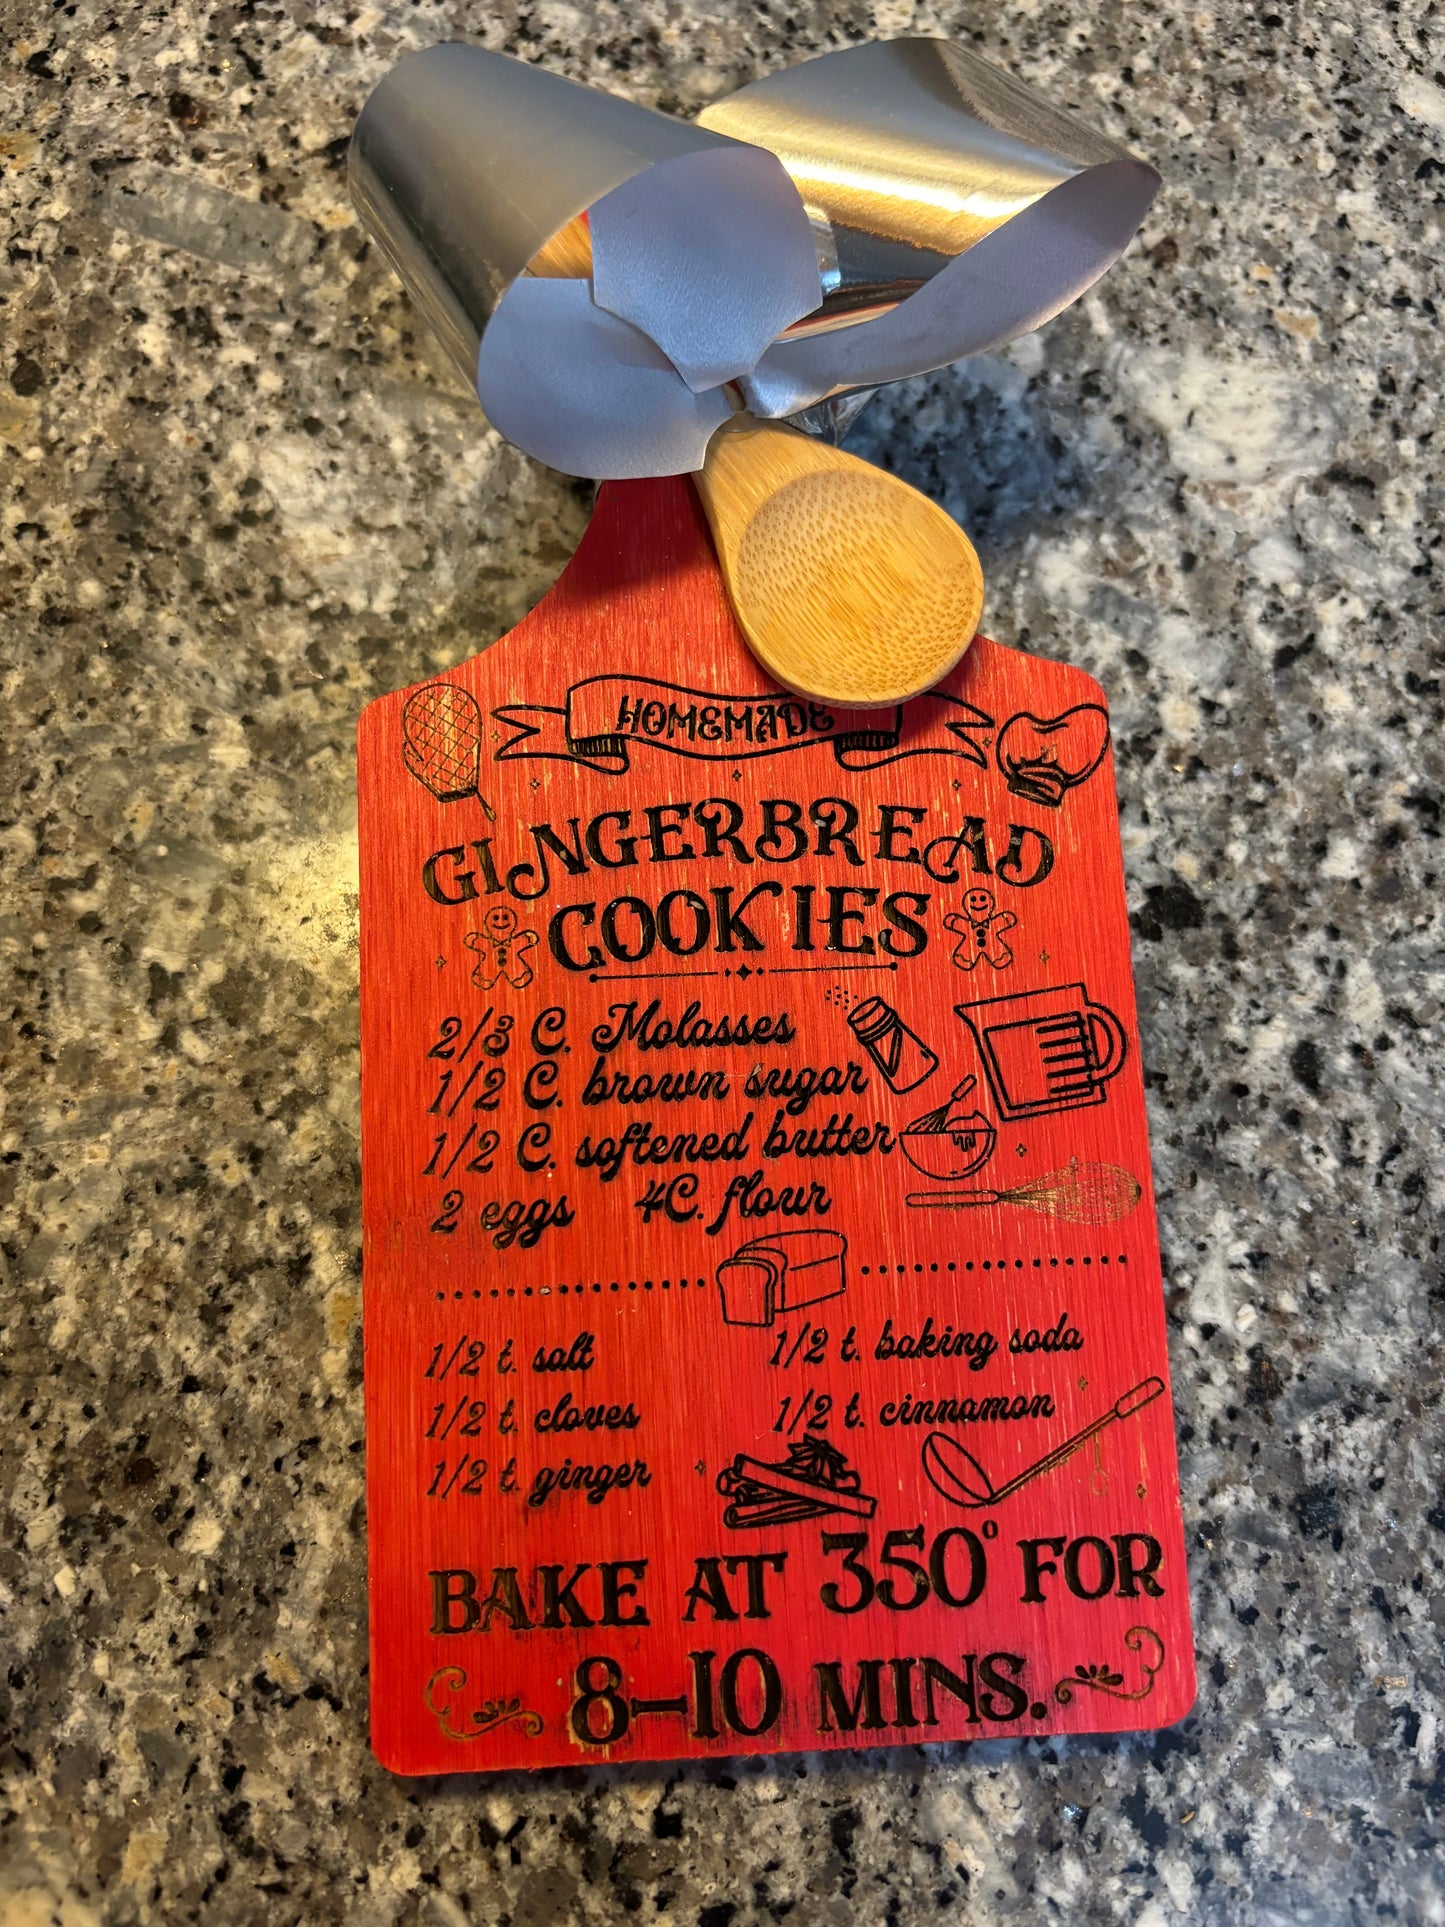 HOMEMADE
GINGERBREAD
COOKIES
2/3 C. Molasses
1/2 C. brown sugar
1/2 C. softened butter
2 eggs 4C. flour
1/2 t. salt 1/2 t. baking soda
1/2 t. cloves 1/2 t. cinnamon
1/2 t. ginger
BAKE AT 350° FOR
8-10 MINS.